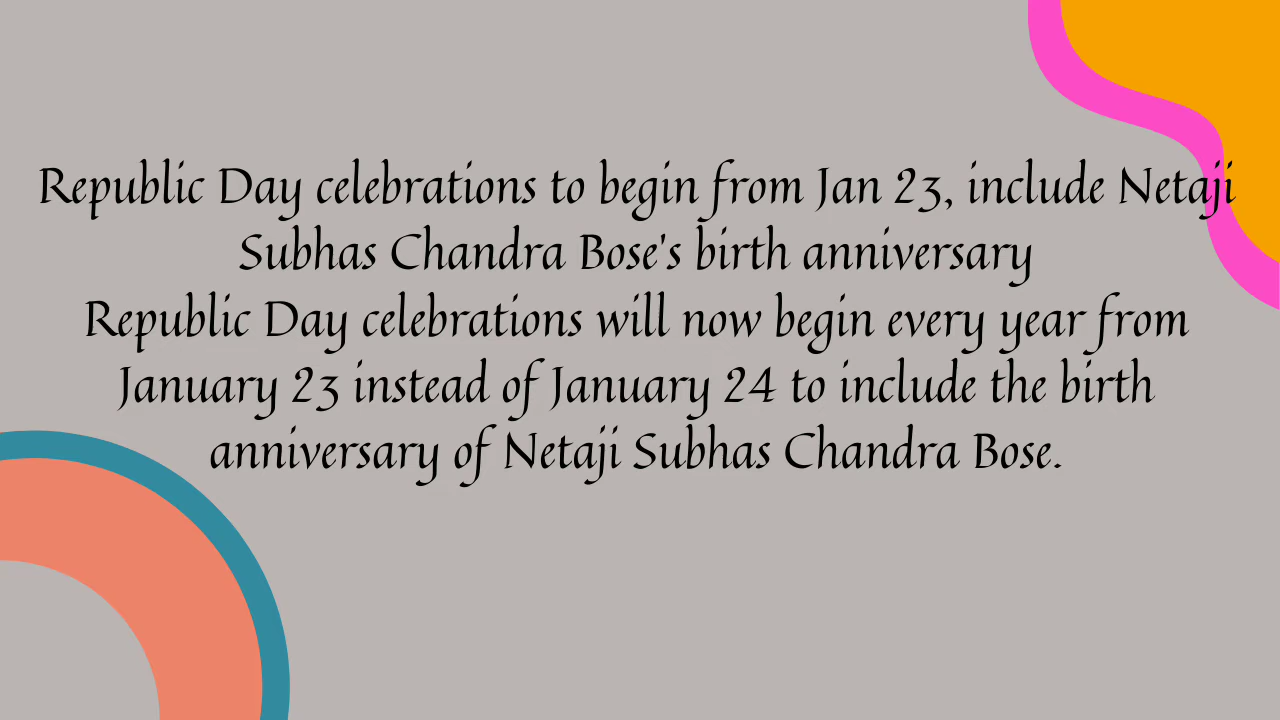 Republic Day celebrations to begin from Jan 23, include Netaji
Subhas Chandra Bose's birth anniversary
Republic Day celebrations will now begin every year from
January 23 instead of January 24 to include the birth
anniversary of Netaji Subhas Chandra Bose.